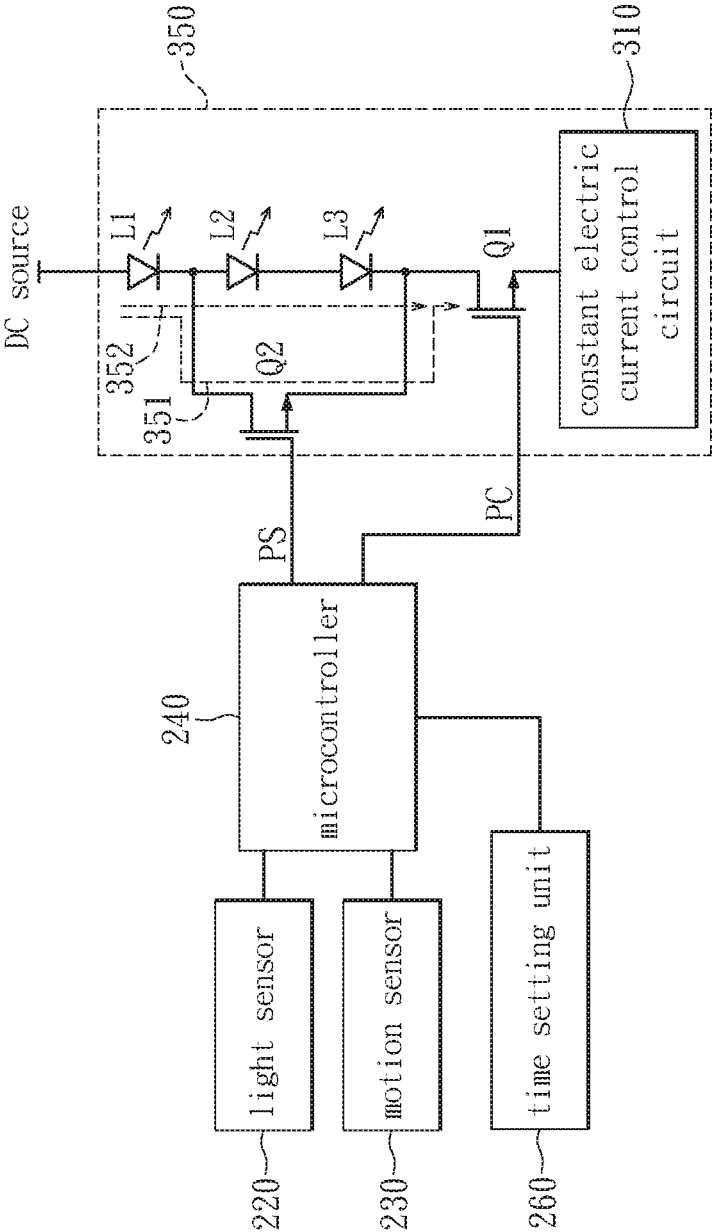 DC source
350
L1
L2
L3
352
351
Q2
Q1
constant electric
current control
circuit
310
PS
PC
240
microcontroller
light sensor
220
motion sensor
230
time setting unit
260